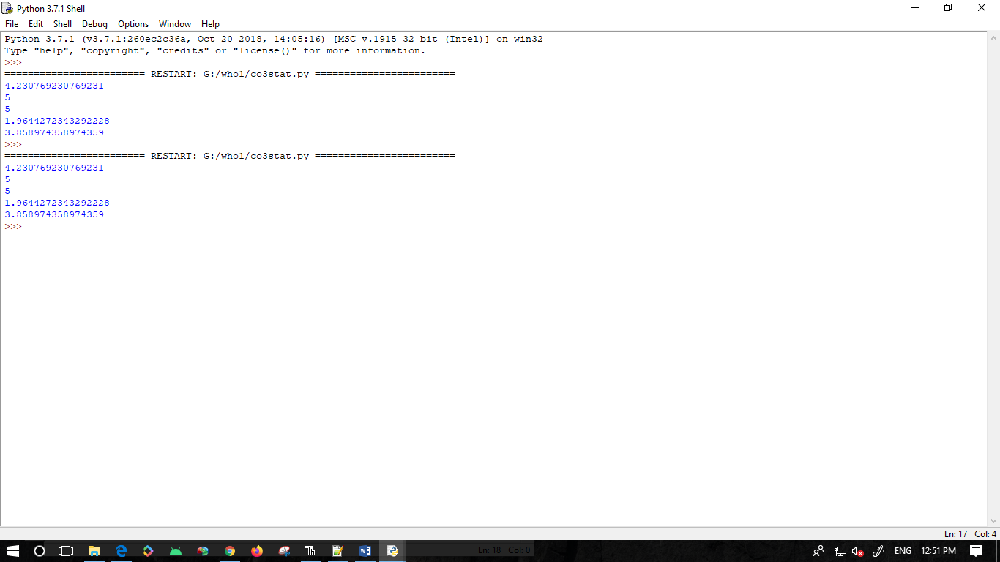 Python 3.7.1 Shell
File Edit Shell Debug Options Window Help
Python 3.7.1 (v3.7.1:260ec2c36a, Oct 20 2018, 14:05:16) [MSC v.1915 32 bit (Intel)] on win32
Type "help", "copyright", "credits" or "license()" for more information.
>>>
======================== RESTART: G:/who1/co3stat.py ========================
4.230769230769231
5
5
1.9644272343292228
3.858974358974359
>>>
======================== RESTART: G:/who1/co3stat.py ========================
4.230769230769231
5
5
1.9644272343292228
3.858974358974359
>>>
Ln: 17 Col: 4
Ln: 18 Col: 0
ENG 12:51 PM